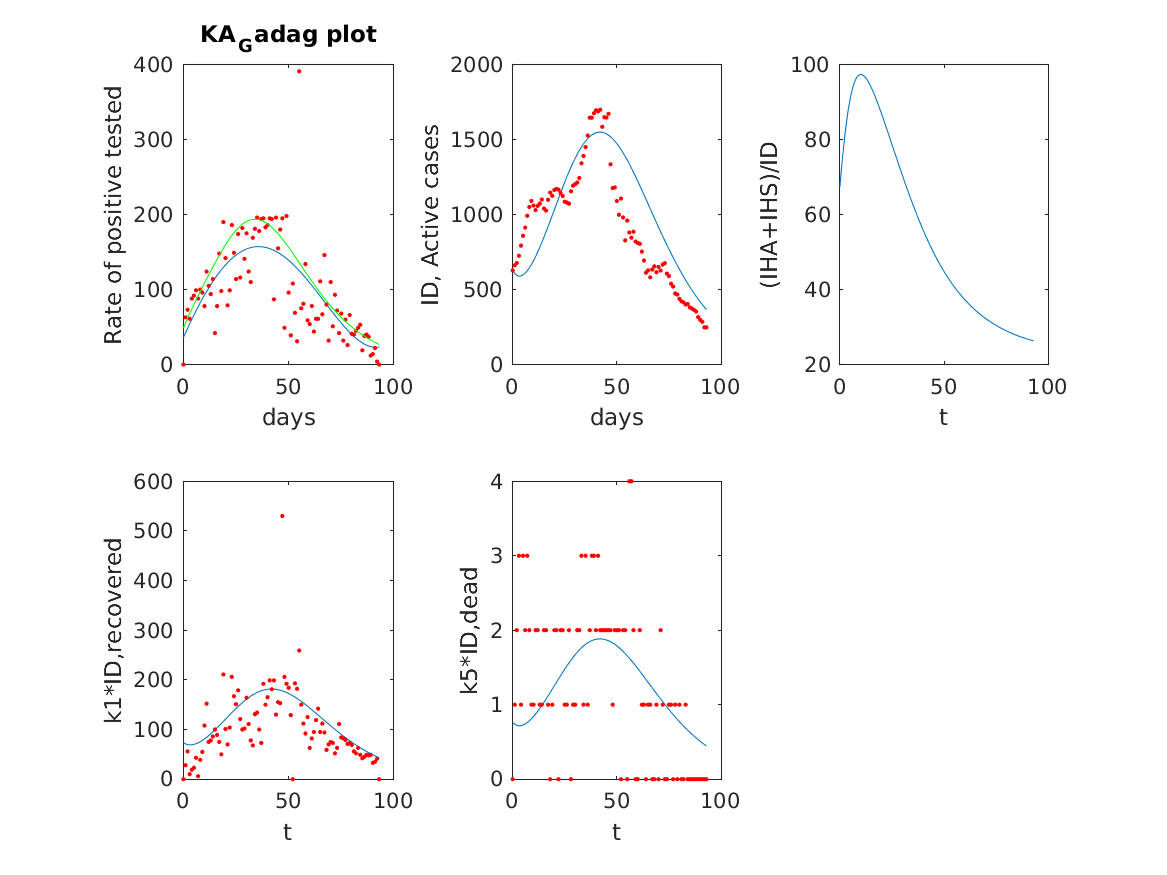 KA_Gadag plot
400
300
200
100
0
0 50 100
days
Rate of positive tested
2000
1500
1000
500
0
0 50 100
days
ID, Active cases
100
80
60
40
20
0 50 100
t
(IHA+IHS)/ID
600
500
400
300
200
100
0
0 50 100
t
k1*ID,recovered
4
3
2
1
0
0 50 100
t
k5*ID,dead